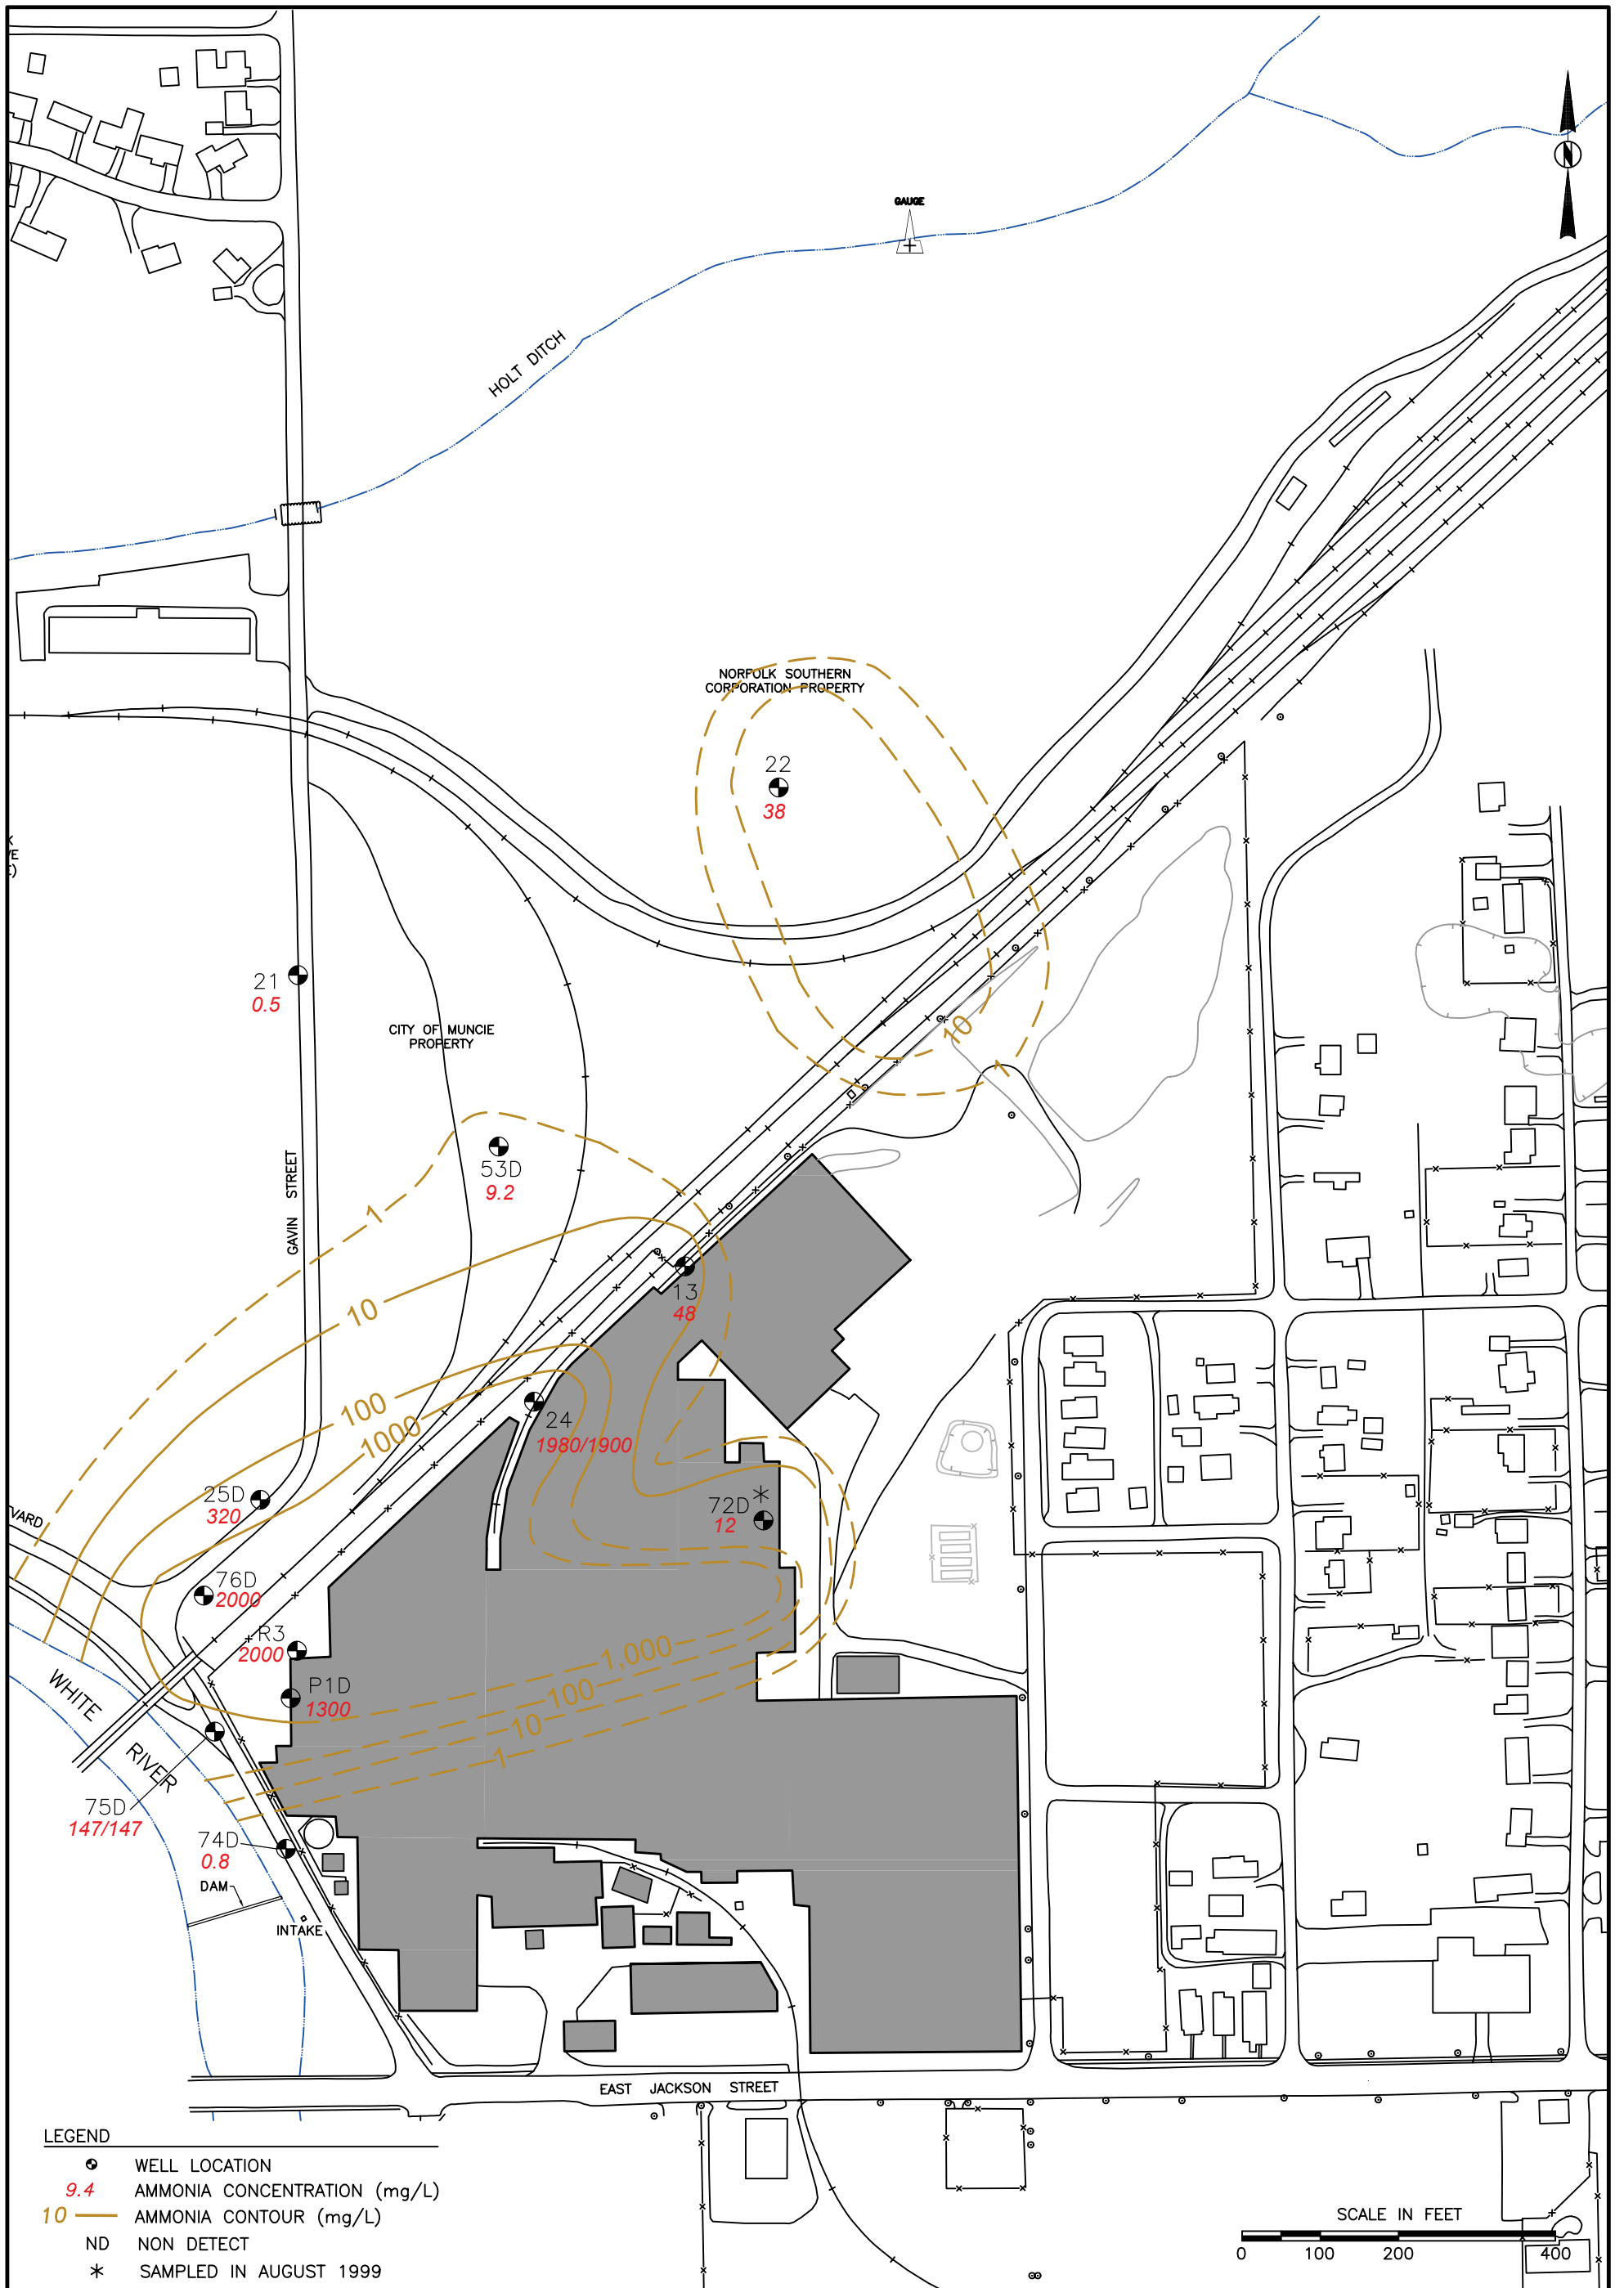 GAUGE
N
HOLT DITCH
NORFOLK SOUTHERN
CORPORATION PROPERTY
22
38
21
0.5
CITY OF MUNCIE
PROPERTY
10
1
53D
9.2
GAVIN STREET
1
10
13
48
100
1000
24
1980/1900
25D
320
72D *
12
VARD
76D
2000
R3
2000
1,000
P1D
1300
100
10
1
WHITE
RIVER
75D
147/147
74D
0.8
DAM
INTAKE
EAST JACKSON STREET
LEGEND
WELL LOCATION
9.4 AMMONIA CONCENTRATION (mg/L)
10 AMMONIA CONTOUR (mg/L)
ND NON DETECT
* SAMPLED IN AUGUST 1999
SCALE IN FEET
0 100 200 400